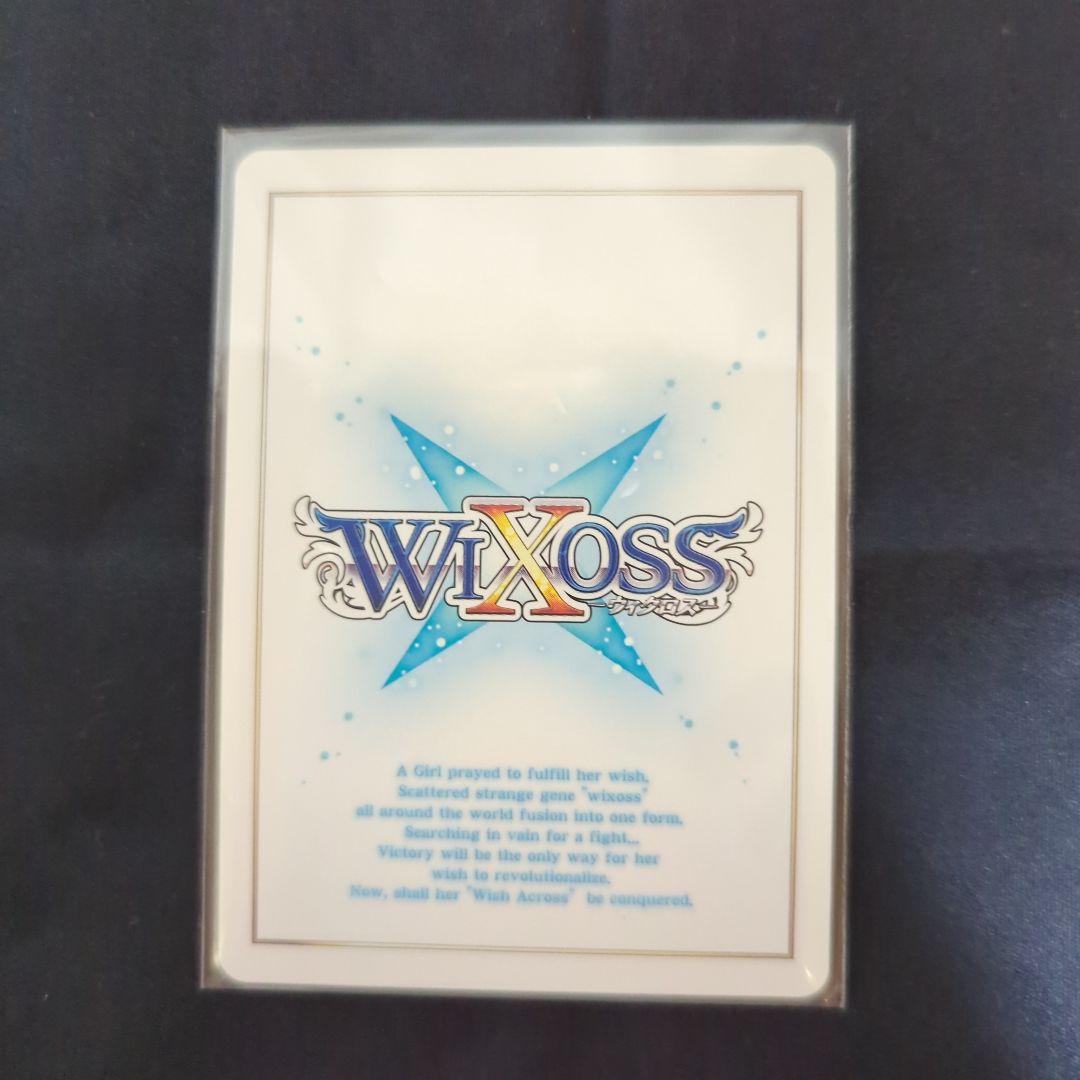 WIXOSS
ーウィクロスー
A Girl prayed to fulfill her wish,
Scattered strange gene "wixoss"
all around the world fusion into one form.
Searching in vain for a fight...
Victory will be the only way for her
wish to revolutionalize.
Now, shall her "Wish Across" be conquered.